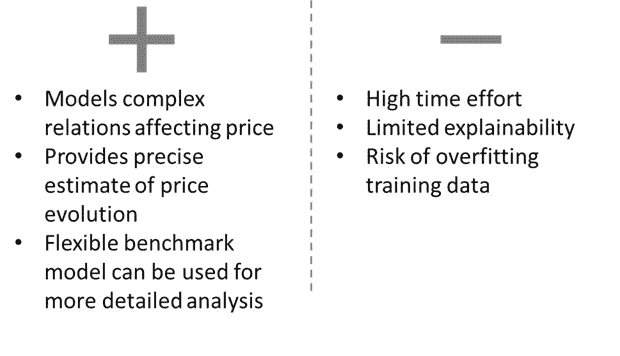 • Models complex
relations affecting price
• Provides precise
estimate of price
evolution
• Flexible benchmark
model can be used for
more detailed analysis
• High time effort
• Limited explainability
• Risk of overfitting
training data